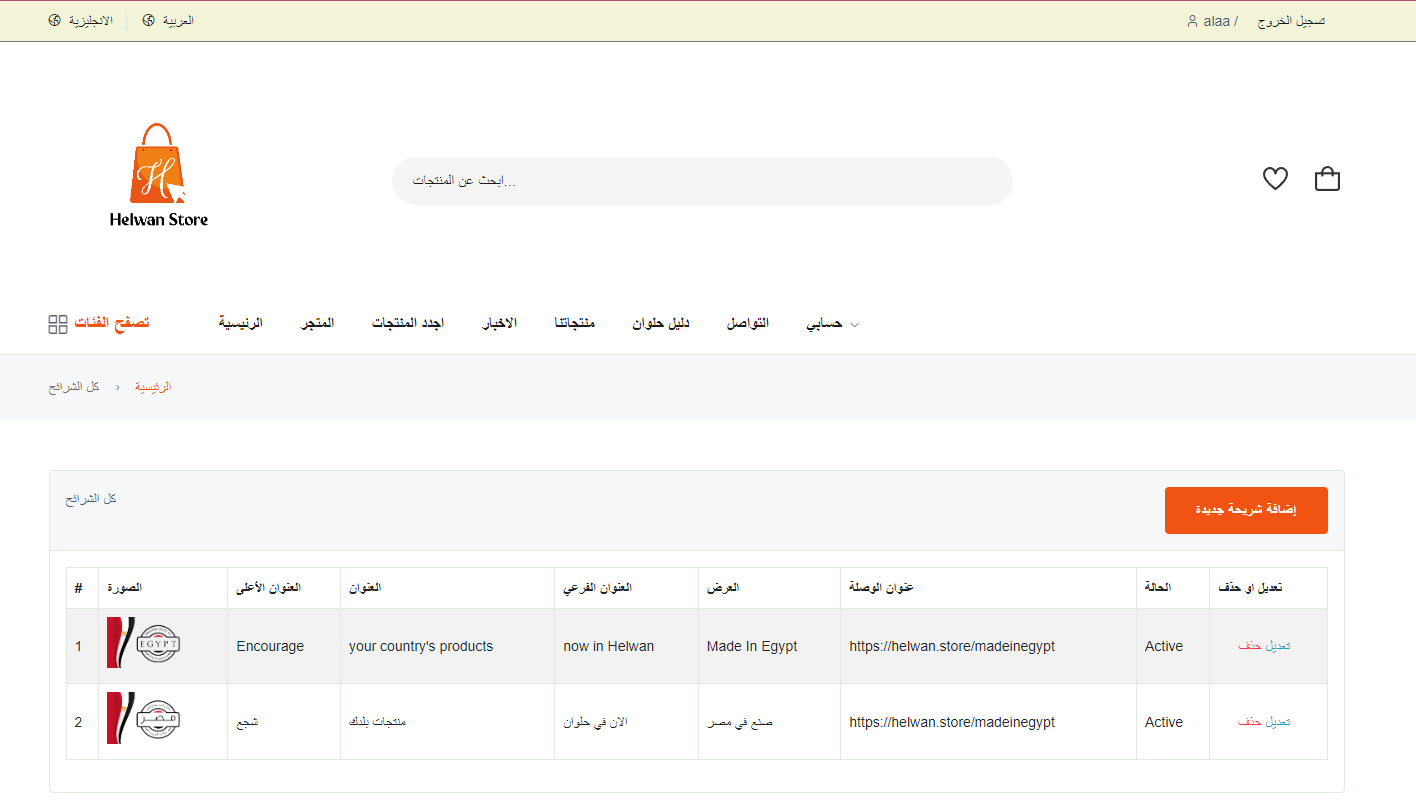 الانجليزية
العربية
alaa /
تسجيل الخروج
Helwan Store
ابحث عن المنتجات...
تصفح الفئات
الرئيسية
المتجر
اجدد المنتجات
الاخبار
منتجاتنا
دليل حلوان
التواصل
حسابي
الرئيسية
كل الشرائح
كل الشرائح
إضافة شريحة جديدة
# الصورة العنوان الأعلى العنوان العنوان الفرعي العرض عنوان الوصلة الحالة تعديل او حذف
1 EGYPT Encourage your country's products now in Helwan Made In Egypt https://helwan.store/madeinegypt Active تعديل حذف
2 مصر شجع منتجات بلدك الان في حلوان صنع في مصر https://helwan.store/madeinegypt Active تعديل حذف